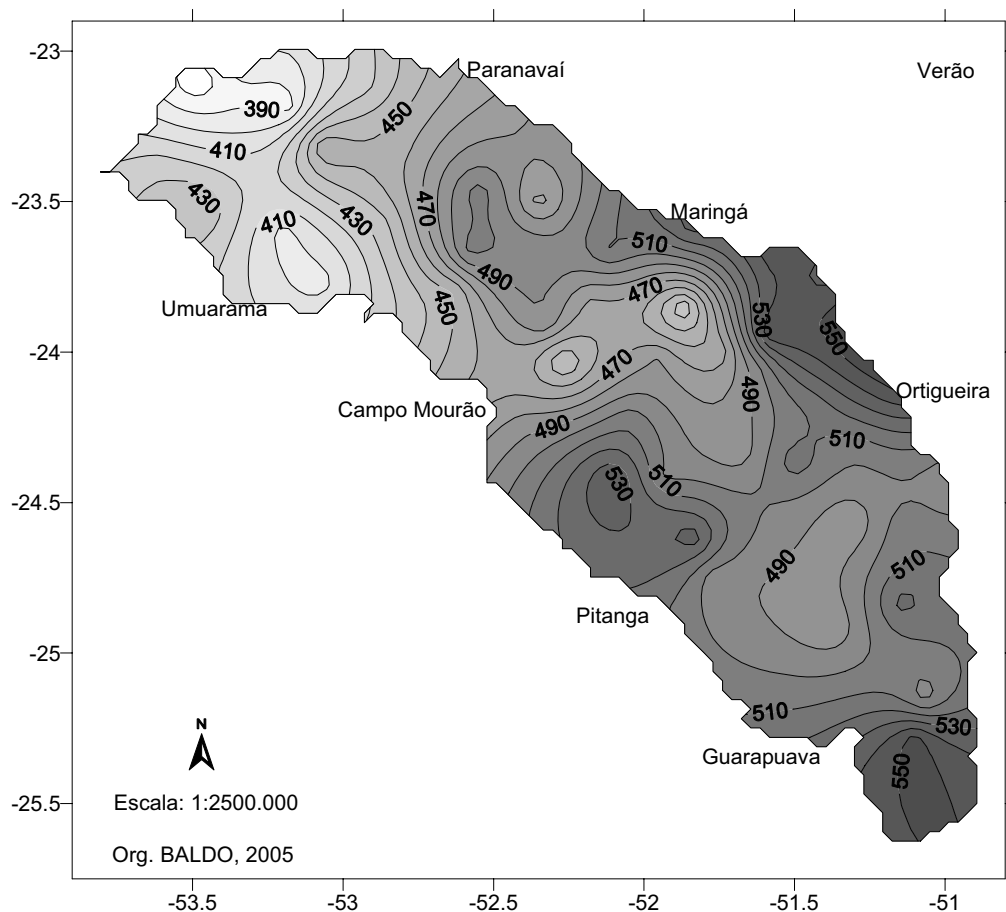 -23
Paranavaí
Verão
390
450
410
-23.5
430
470
Maringá
410
430
510
490
470
Umuarama
450
530
550
-24
470
490
Ortigueira
Campo Mourão
490
510
530
510
-24.5
490
510
Pitanga
-25
510
530
N
Guarapuava
550
-25.5
Escala: 1:2500.000
Org. BALDO, 2005
-53.5 -53 -52.5 -52 -51.5 -51